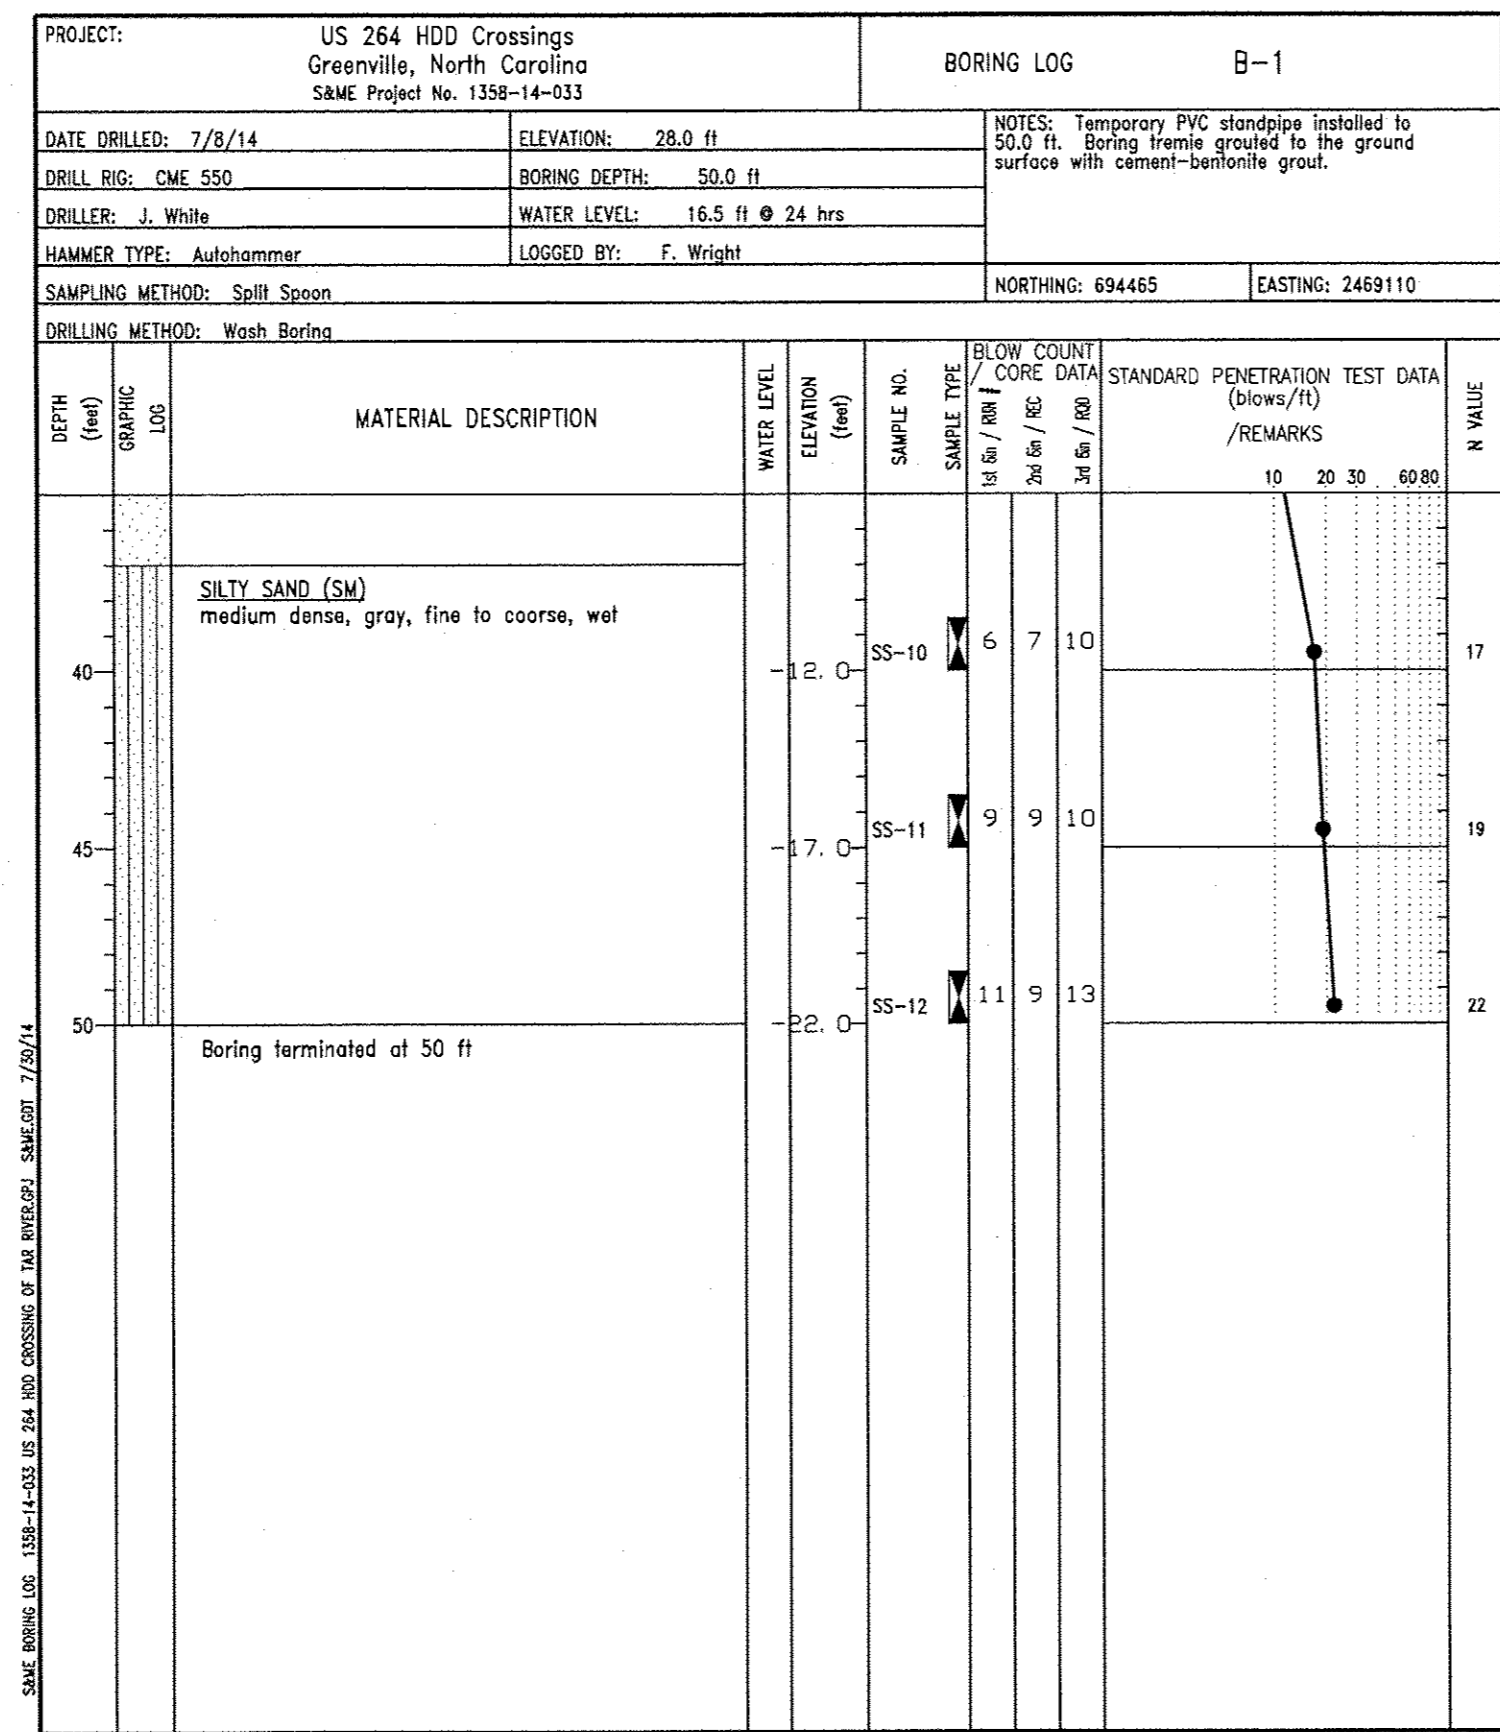 PROJECT:
US 264 HDD Crossings
Greenville, North Carolina
S&ME Project No. 1358-14-033
BORING LOG B-1
DATE DRILLED: 7/8/14
ELEVATION: 28.0 ft
NOTES: Temporary PVC standpipe installed to
50.0 ft. Boring tremie grouted to the ground
surface with cement-bentonite grout.
DRILL RIG: CME 550
BORING DEPTH: 50.0 ft
DRILLER: J. White
WATER LEVEL: 16.5 ft @ 24 hrs
HAMMER TYPE: Autohammer
LOGGED BY: F. Wright
SAMPLING METHOD: Split Spoon
NORTHING: 694465
EASTING: 2469110
DRILLING METHOD: Wash Boring
DEPTH
(feet)
GRAPHIC
LOG
MATERIAL DESCRIPTION
WATER LEVEL
ELEVATION
(feet)
SAMPLE NO.
SAMPLE TYPE
BLOW COUNT
/ CORE DATA
1st 6in / RUN #
2nd 6in / REC
3rd 6in / RQD
STANDARD PENETRATION TEST DATA
(blows/ft)
/REMARKS
10 20 30 60 80
N VALUE
SILTY SAND (SM)
medium dense, gray, fine to coarse, wet
SS-10 6 7 10 17
40 -12.0
SS-11 9 9 10 19
45 -17.0
SS-12 11 9 13 22
50 -22.0
Boring terminated at 50 ft
S&ME BORING LOG 1358-14-033 US 264 HDD CROSSING OF TAR RIVER.GPJ S&ME.GDT 7/30/14